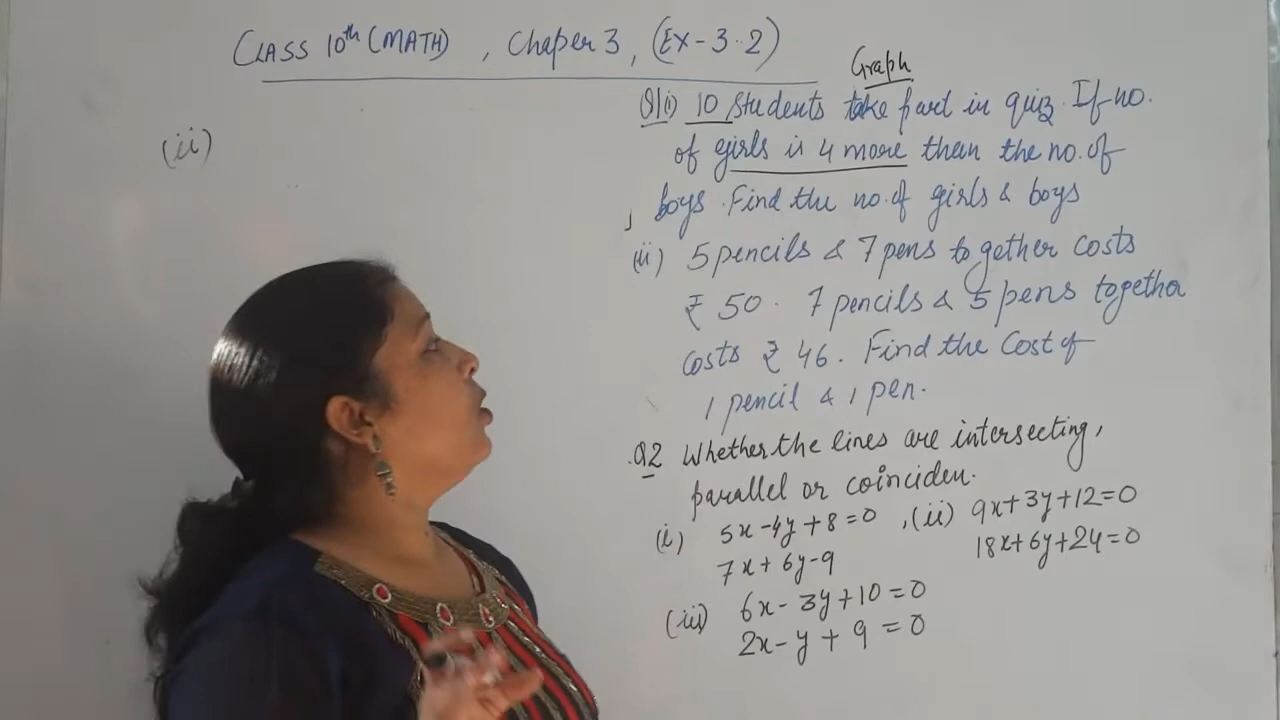 CLASS 10th (MATH) , Chaper 3, (EX-3.2)
Graph
(ii)
Q1(i) 10 Students take part in quiz. If no.
of girls is 4 more than the no. of
, boys. Find the no. of girls & boys
(ii) 5 pencils & 7 pens together costs
₹ 50. 7 pencils & 5 pens together
costs ₹ 46. Find the Cost of
1 pencil & 1 pen.
Q2 Whether the lines are intersecting,
parallel or coinciden.
(i) 5x-4y+8=0 , (ii) 9x+3y+12=0
7x+6y-9 18x+6y+24=0
(iii) 6x-3y+10=0
2x-y+9=0